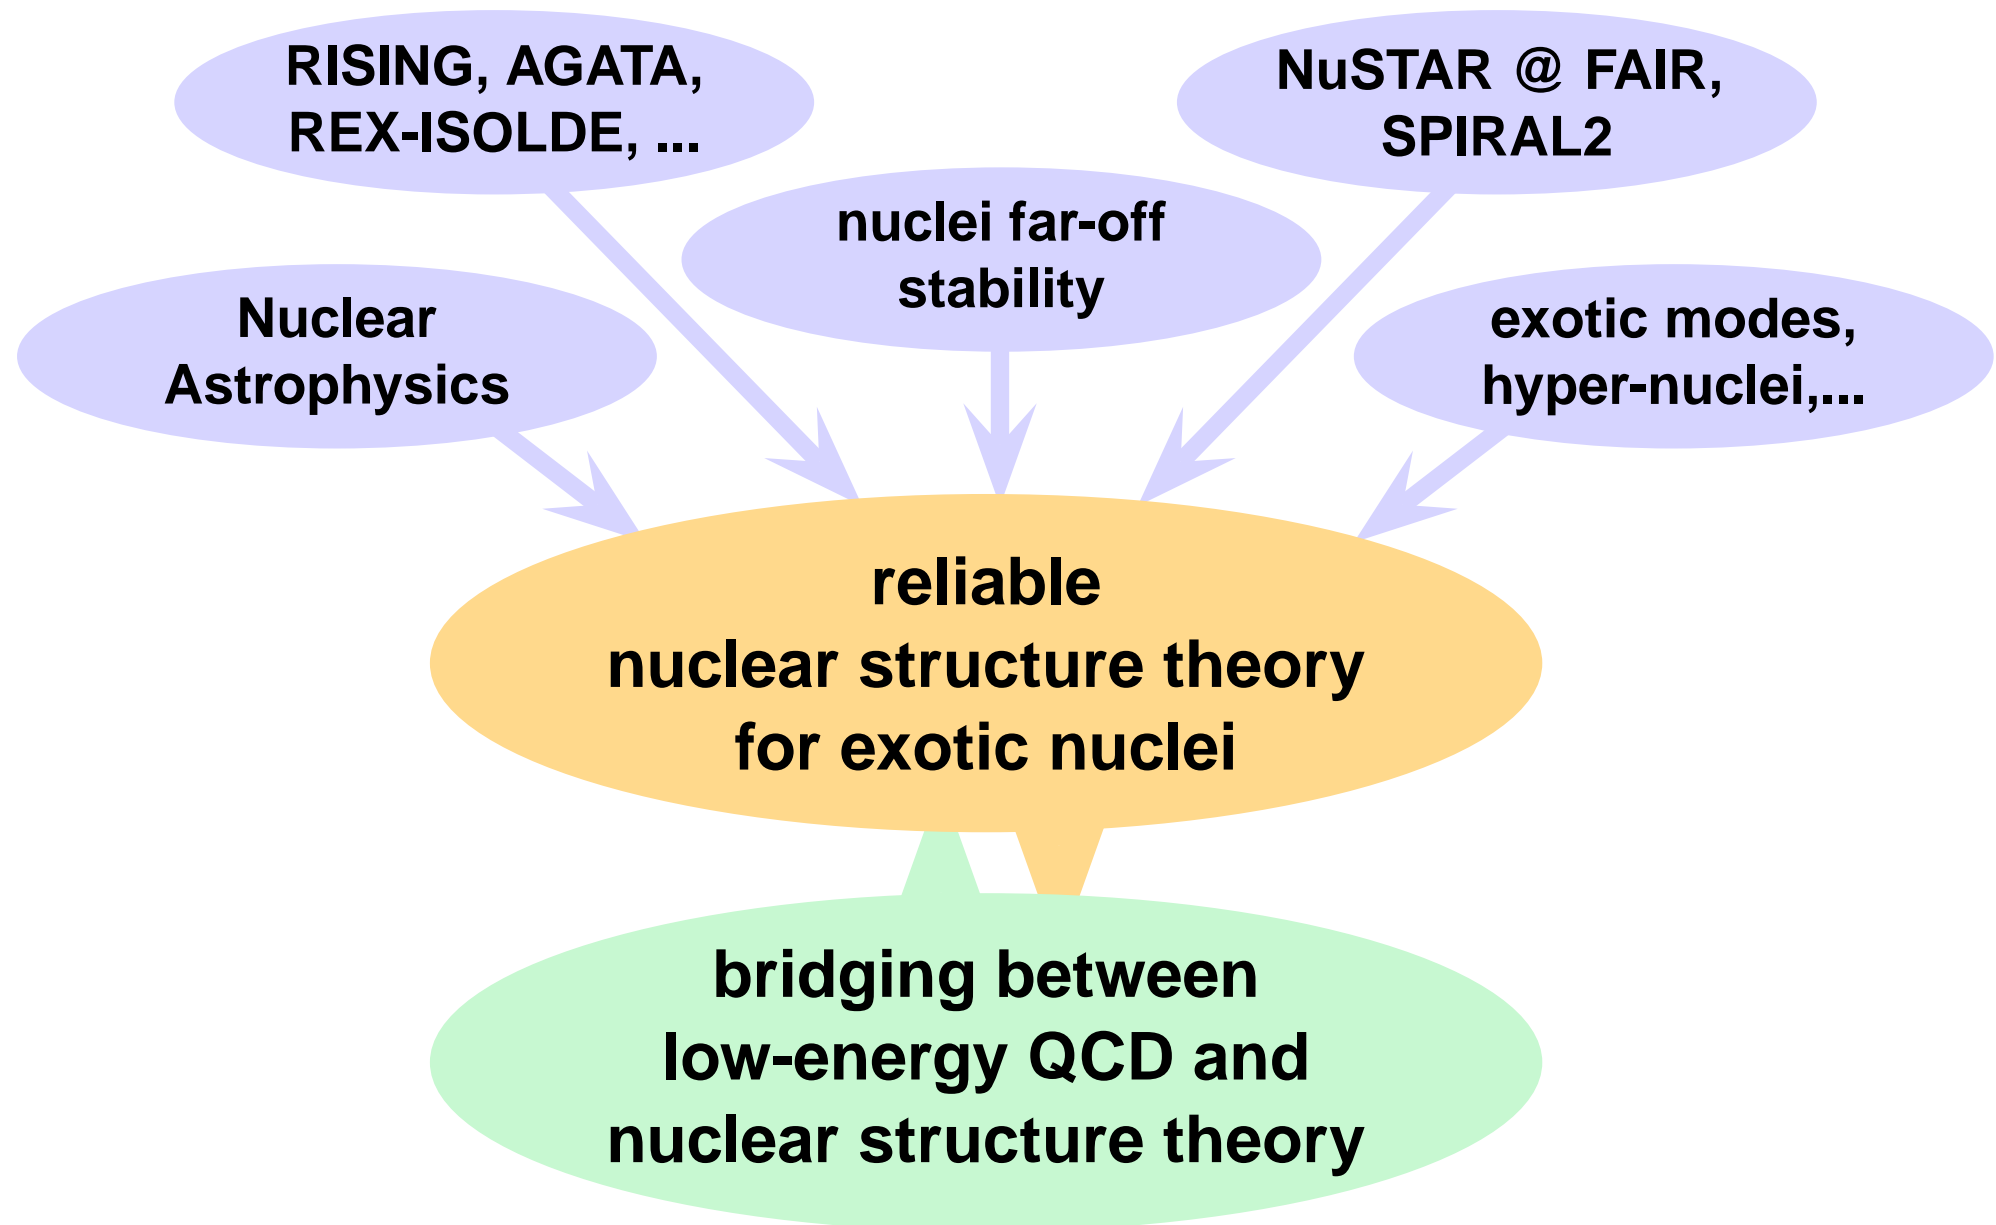 RISING, AGATA,
REX-ISOLDE, ...
NuSTAR @ FAIR,
SPIRAL2
nuclei far-off
stability
Nuclear
Astrophysics
exotic modes,
hyper-nuclei,...
reliable
nuclear structure theory
for exotic nuclei
bridging between
low-energy QCD and
nuclear structure theory